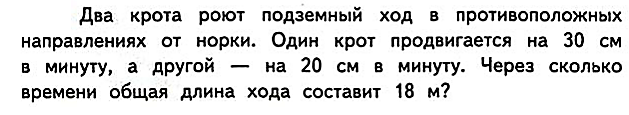 Два крота роют подземный ход в противоположных
направлениях от норки. Один крот продвигается на 30 см
в минуту, а другой — на 20 см в минуту. Через сколько
времени общая длина хода составит 18 м?